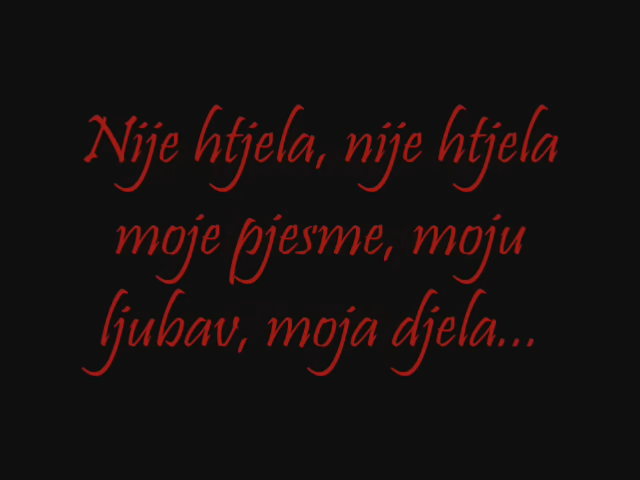 Nije htjela, nije htjela
moje pjesme, moju
ljubav, moja djela...